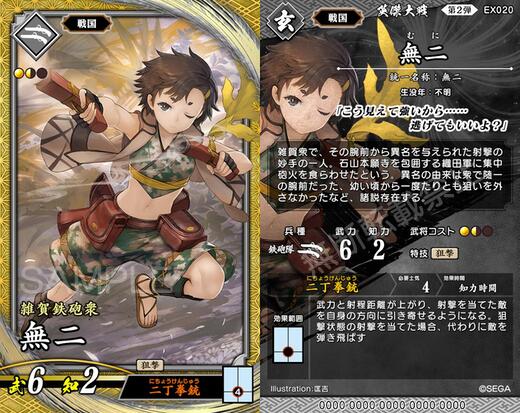 戦国
SAMPLE
雑賀鉄砲衆
無二
狙撃
武6 知2
にちょうけんじゅう
二丁拳銃
4
玄
戦国
英傑大戦
第2弾
EX020
むに
無二
統一名称:無二
生没年:不明
「こう見えて強いから……
逃げてもいいよ?」
雑賀衆で、その腕前から異名を与えられた射撃の
妙手の一人。石山本願寺を包囲する織田軍に集中
砲火を食らわせたという。異名の由来は衆で随一
の腕前だった、幼い頃から一度たりとも狙いを外
さなかったなど、諸説存在する。
兵種 武力 知力 武将コスト
鉄砲隊 6 2 特技 狙撃
にちょうけんじゅう 必要士気 効果時間
二丁拳銃 4 知力時間
効果範囲
武力と射程距離が上がり、射撃を当てた敵
を自身の方向に引き寄せるようになる。狙
撃状態の射撃を当てた場合、代わりに敵を
弾き飛ばす
Illustration:匡吉
©SEGA
0000 0000 0000 0000 0000 0000